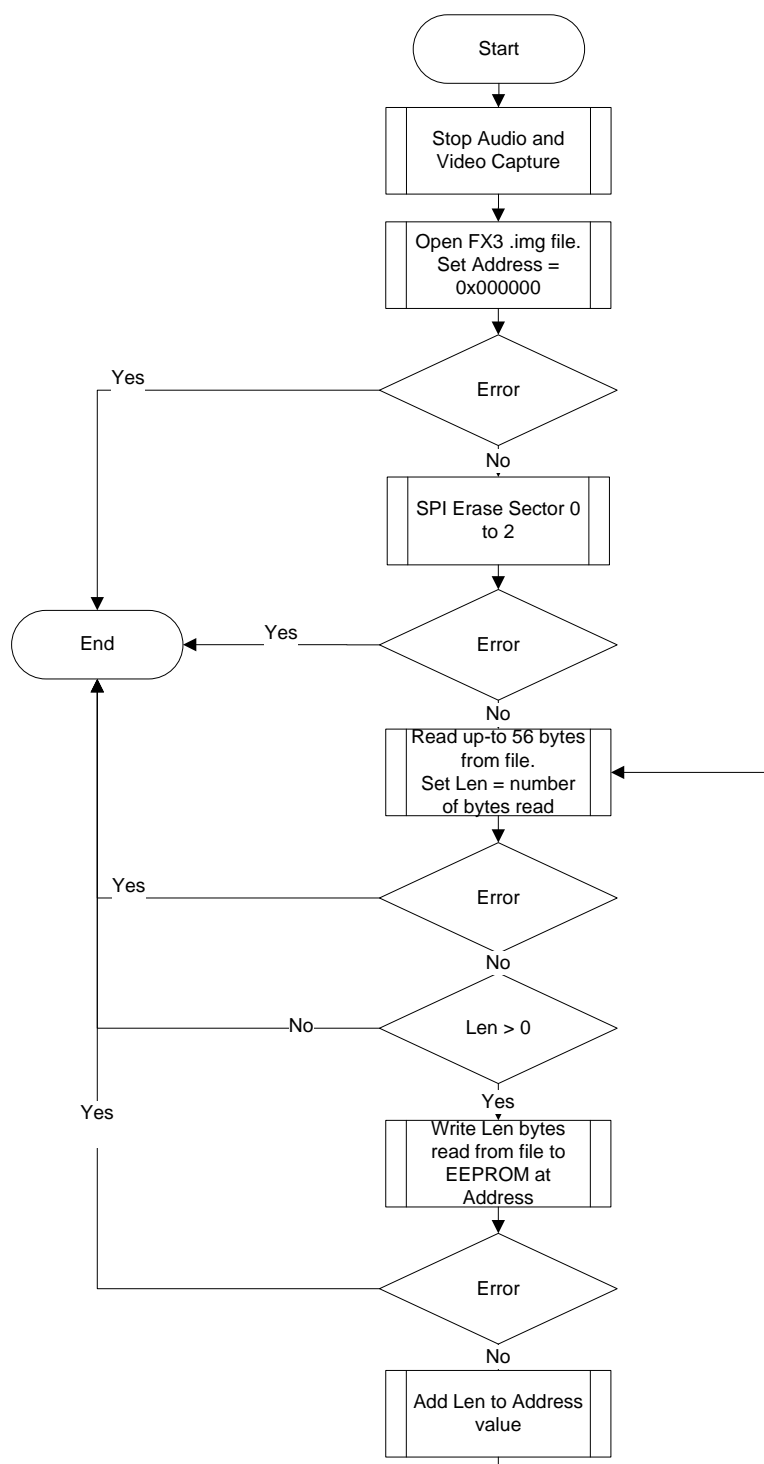 Start
Stop Audio and
Video Capture
Open FX3 .img file.
Set Address =
0x000000
Yes
Error
No
SPI Erase Sector 0
to 2
End
Yes
Error
No
Read up-to 56 bytes
from file.
Set Len = number
of bytes read
Yes
Error
No
No
Len > 0
Yes
Yes
Write Len bytes
read from file to
EEPROM at
Address
Error
No
Add Len to Address
value